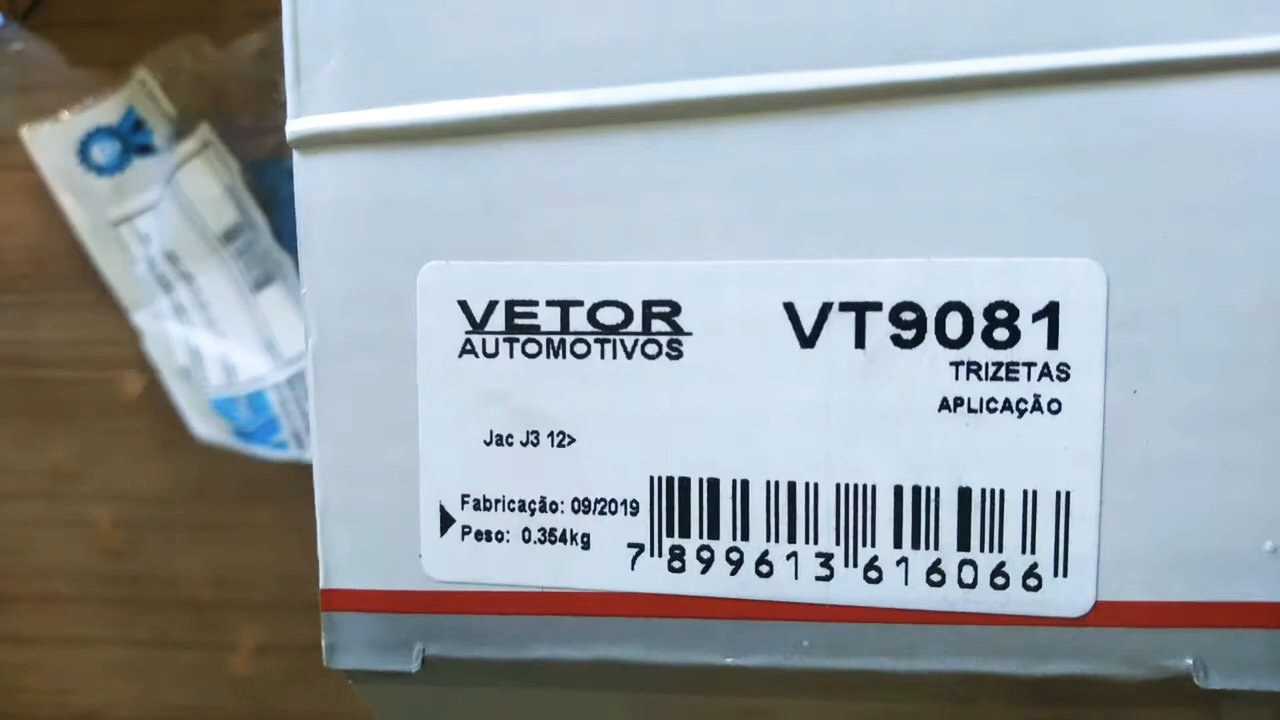 VETOR
AUTOMOTIVOS
VT9081
TRIZETAS
APLICAÇÃO
Jac J3 12>
Fabricação: 09/2019
Peso: 0.354kg
7 899613 616066